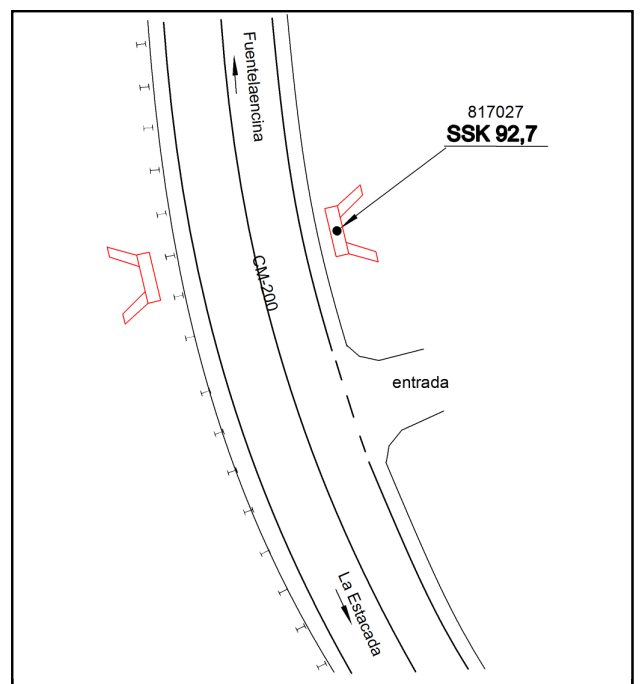 Fuentelaencina
817027
SSK 92,7
CM-200
entrada
La Estacada